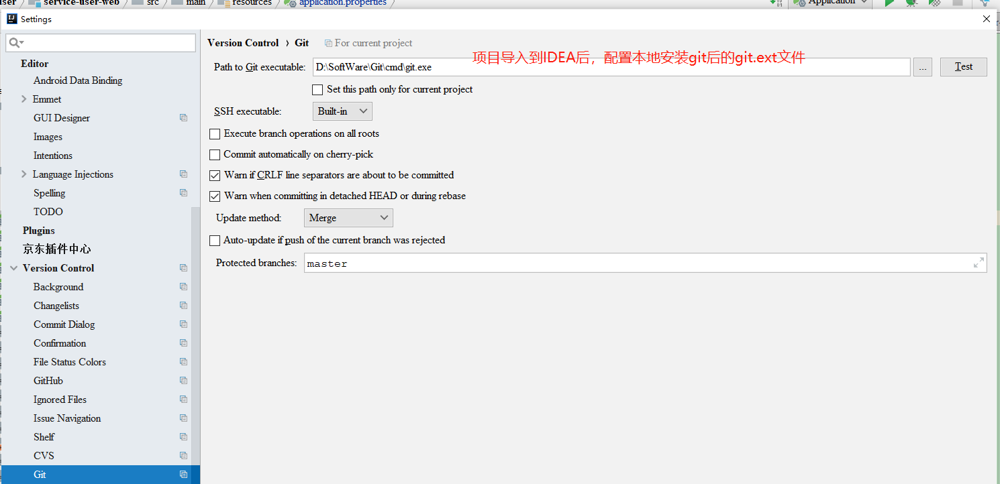 service-user-web src main resources application.properties Application
Settings
Version Control › Git For current project
项目导入到IDEA后，配置本地安装git后的git.ext文件
Path to Git executable: D:\SoftWare\Git\cmd\git.exe ... Test
Set this path only for current project
SSH executable: Built-in
Execute branch operations on all roots
Commit automatically on cherry-pick
Warn if CRLF line separators are about to be committed
Warn when committing in detached HEAD or during rebase
Update method: Merge
Auto-update if push of the current branch was rejected
Protected branches: master
Editor
Android Data Binding
Emmet
GUI Designer
Images
Intentions
Language Injections
Spelling
TODO
Plugins
京东插件中心
Version Control
Background
Changelists
Commit Dialog
Confirmation
File Status Colors
GitHub
Ignored Files
Issue Navigation
Shelf
CVS
Git